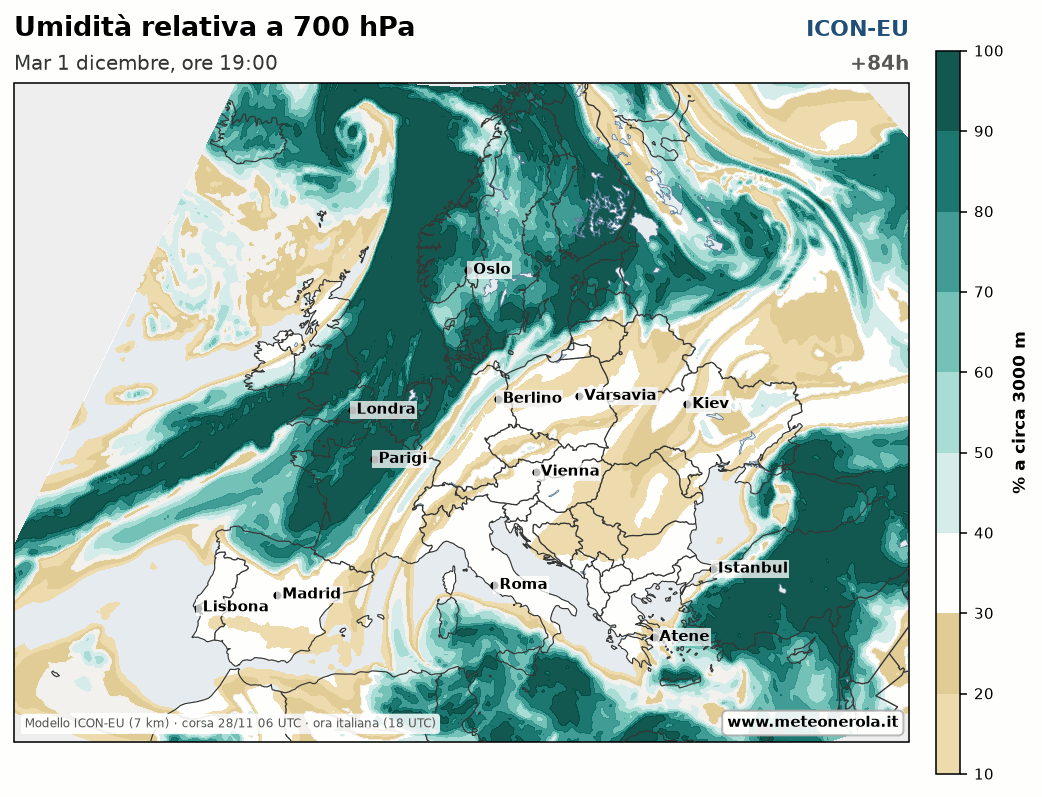 Umidità relativa a 700 hPa
ICON-EU
Mar 1 dicembre, ore 19:00
+84h
100
90
80
70
60
50
40
30
20
10
% a circa 3000 m
Oslo
Berlino
Varsavia
Kiev
Londra
Parigi
Vienna
Istanbul
Roma
Madrid
Lisbona
Atene
Modello ICON-EU (7 km) · corsa 28/11 06 UTC · ora italiana (18 UTC)
www.meteonerola.it